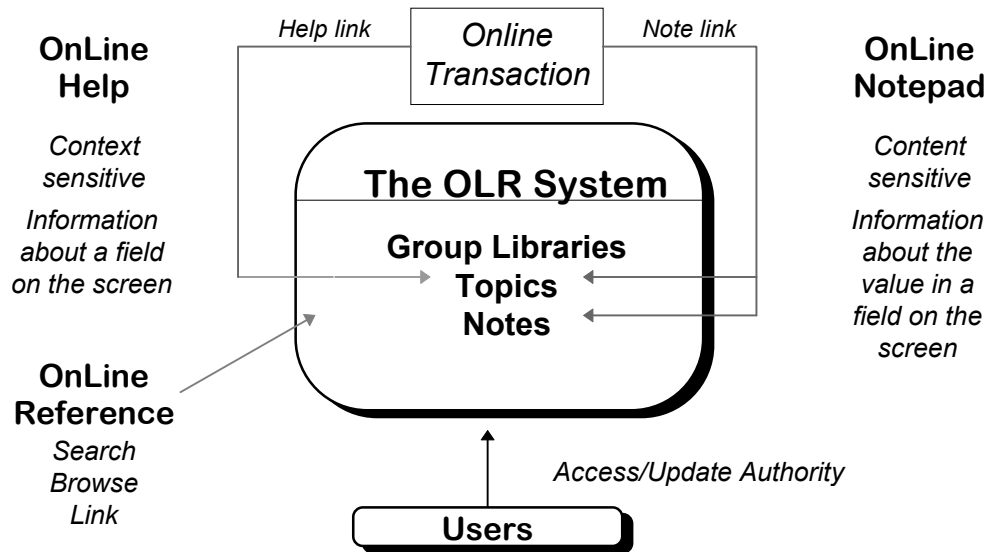 Help link
Online
Transaction
Note link
OnLine
Help
Context
sensitive
Information
about a field
on the screen
OnLine
Notepad
Content
sensitive
Information
about the
value in a
field on the
screen
The OLR System
Group Libraries
Topics
Notes
OnLine
Reference
Search
Browse
Link
Access/Update Authority
Users